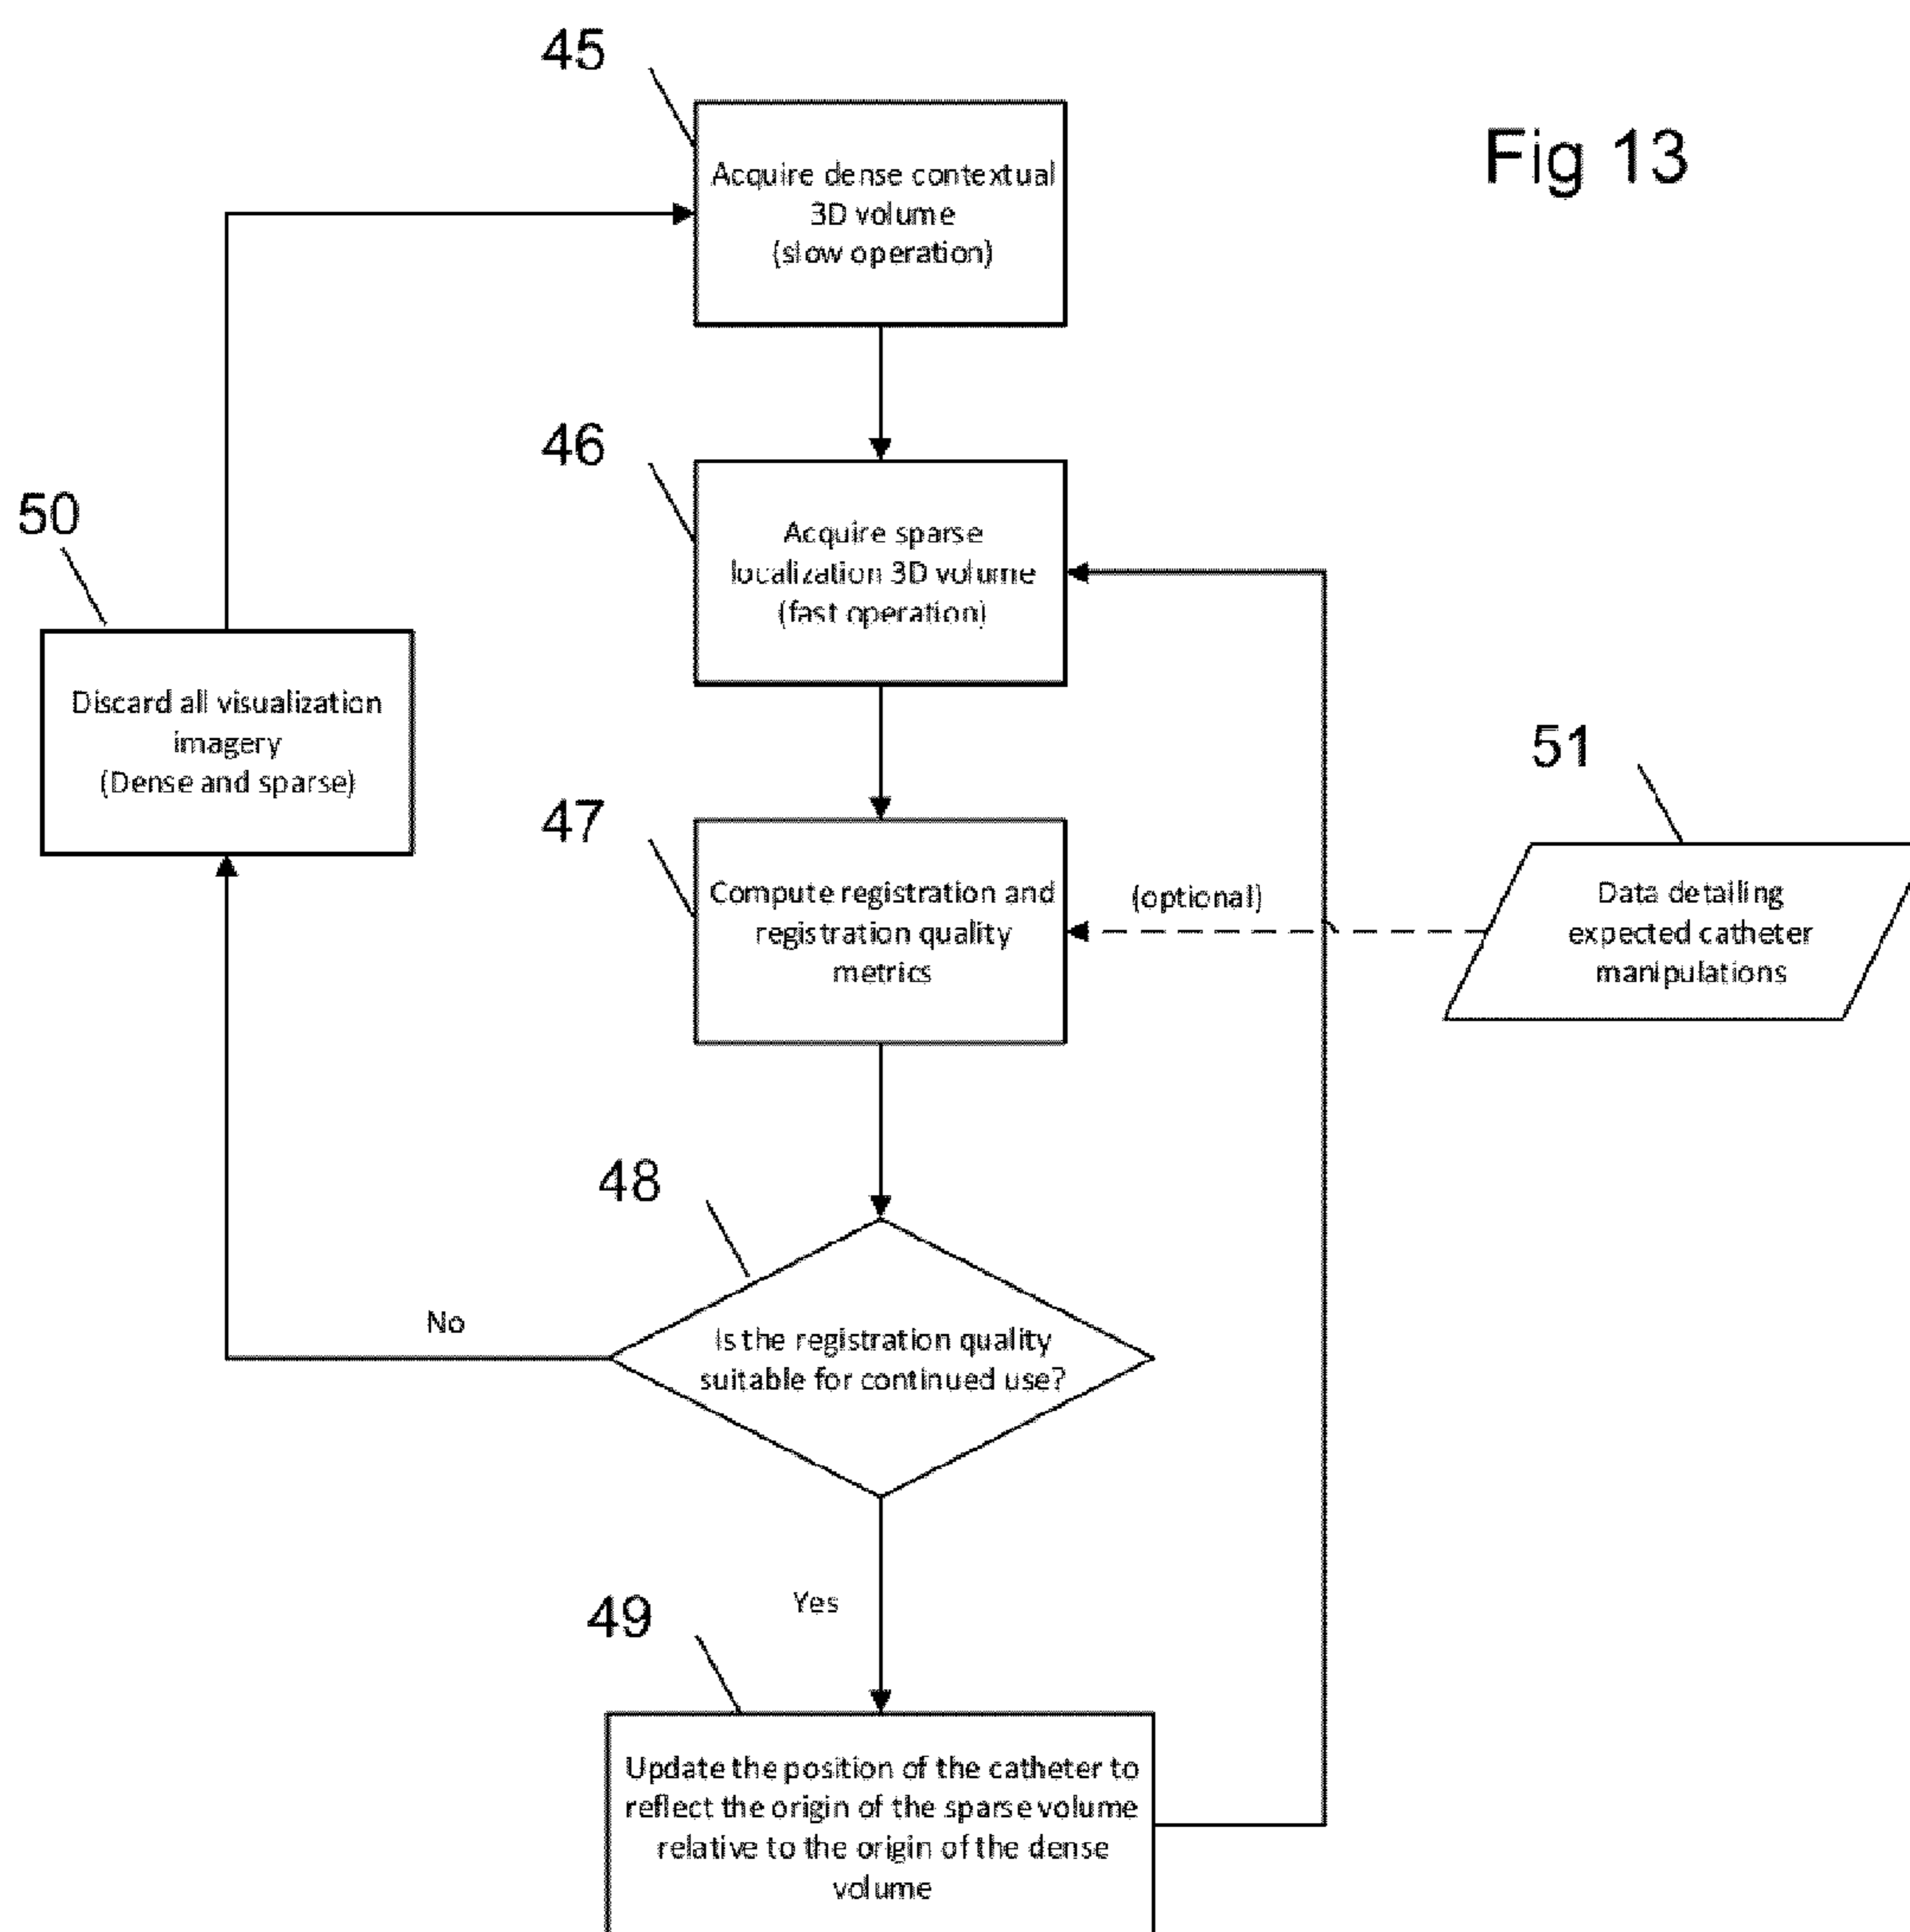 45
Fig 13
Acquire dense contextual
3D volume
(slow operation)
46
Acquire sparse
localization 3D volume
(fast operation)
50
Discard all visualization
imagery
(Dense and sparse)
51
47
Compute registration and
registration quality
metrics
(optional)
Data detailing
expected catheter
manipulations
48
No
Is the registration quality
suitable for continued use?
Yes
49
Update the position of the catheter to
reflect the origin of the sparse volume
relative to the origin of the dense
volume